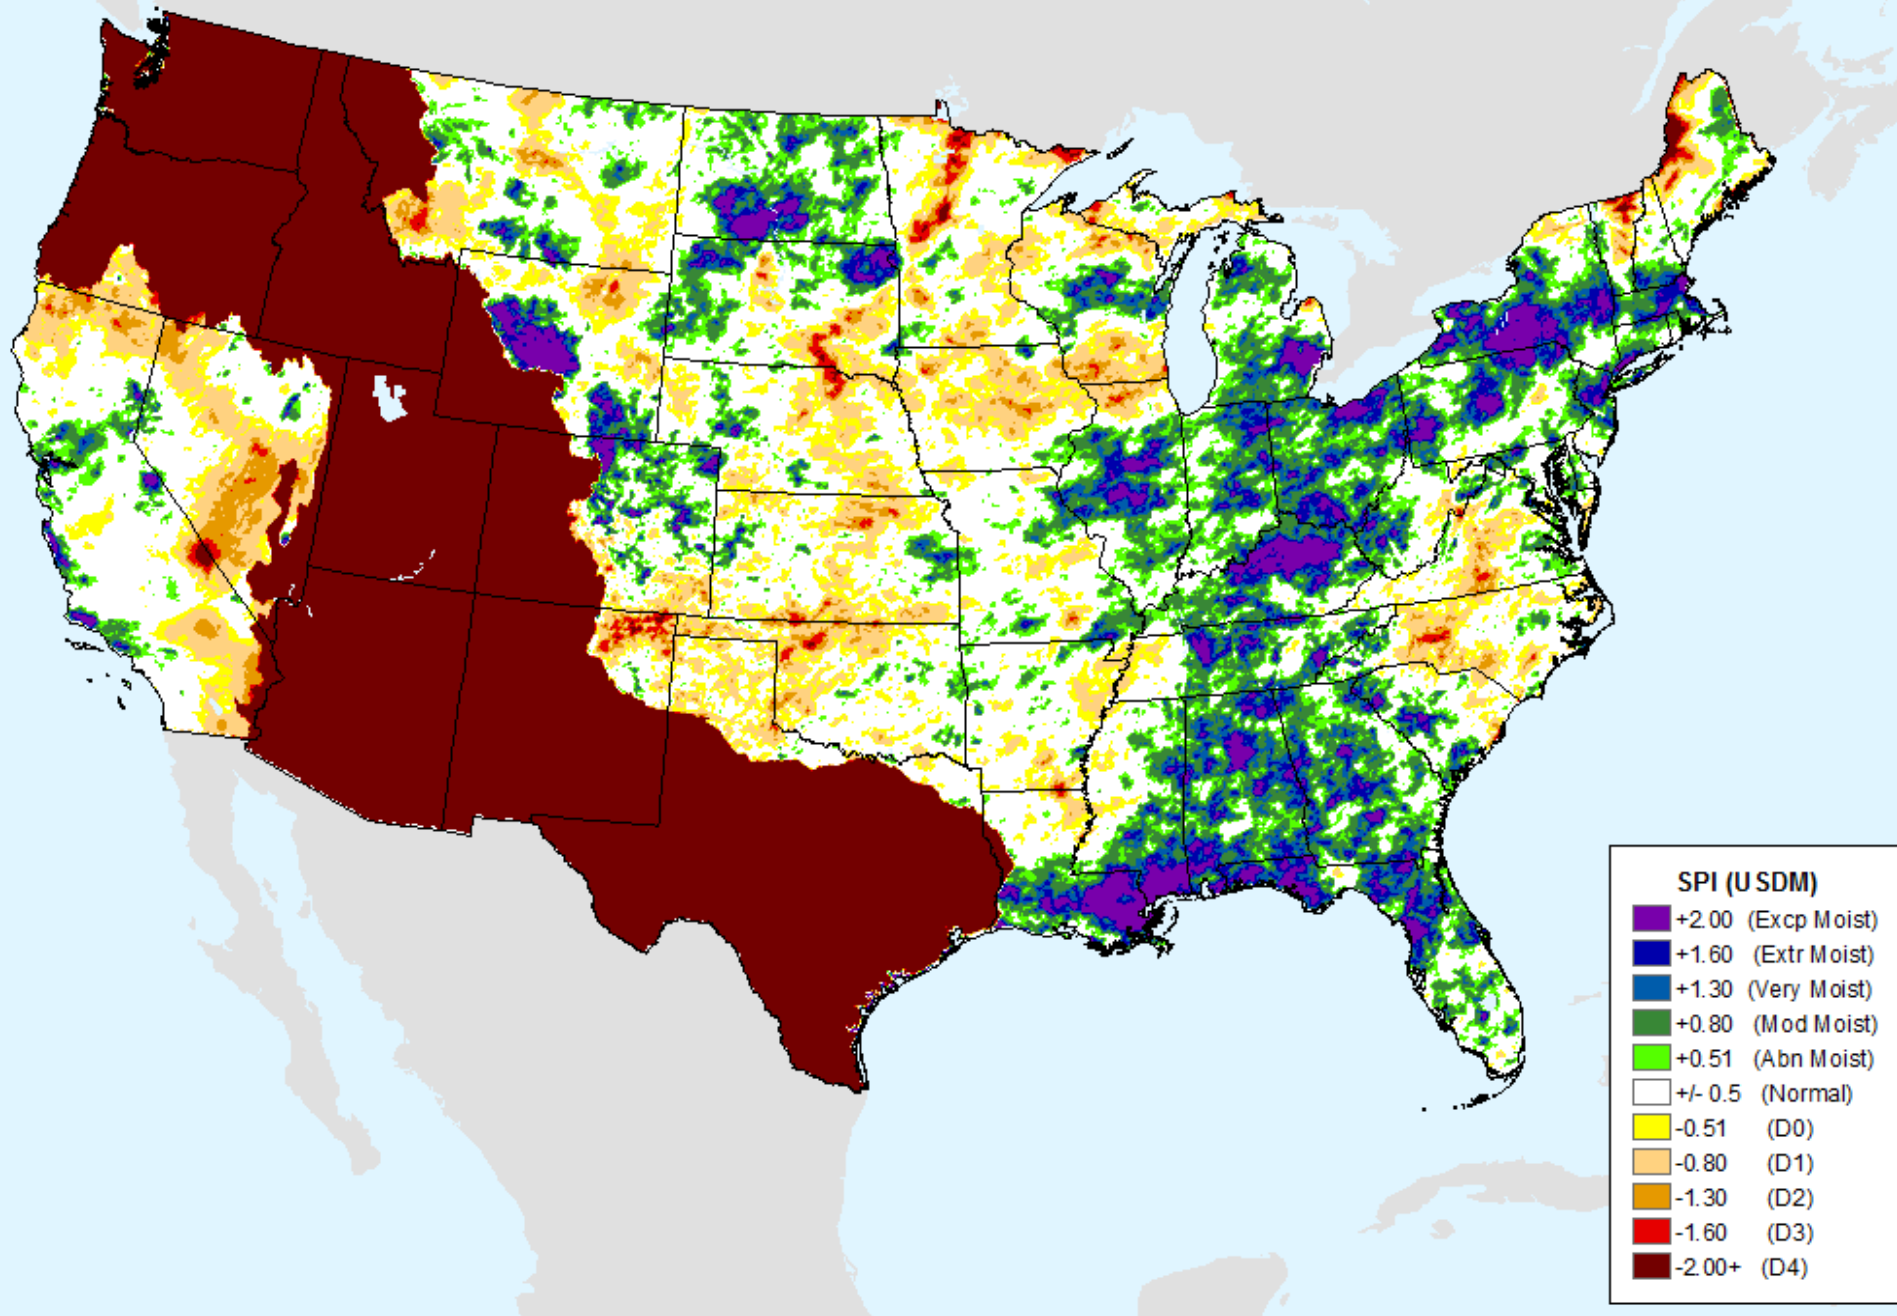 SPI (USDM)
+2.00 (Excp Moist)
+1.60 (Extr Moist)
+1.30 (Very Moist)
+0.80 (Mod Moist)
+0.51 (Abn Moist)
+/- 0.5 (Normal)
-0.51 (D0)
-0.80 (D1)
-1.30 (D2)
-1.60 (D3)
-2.00+ (D4)